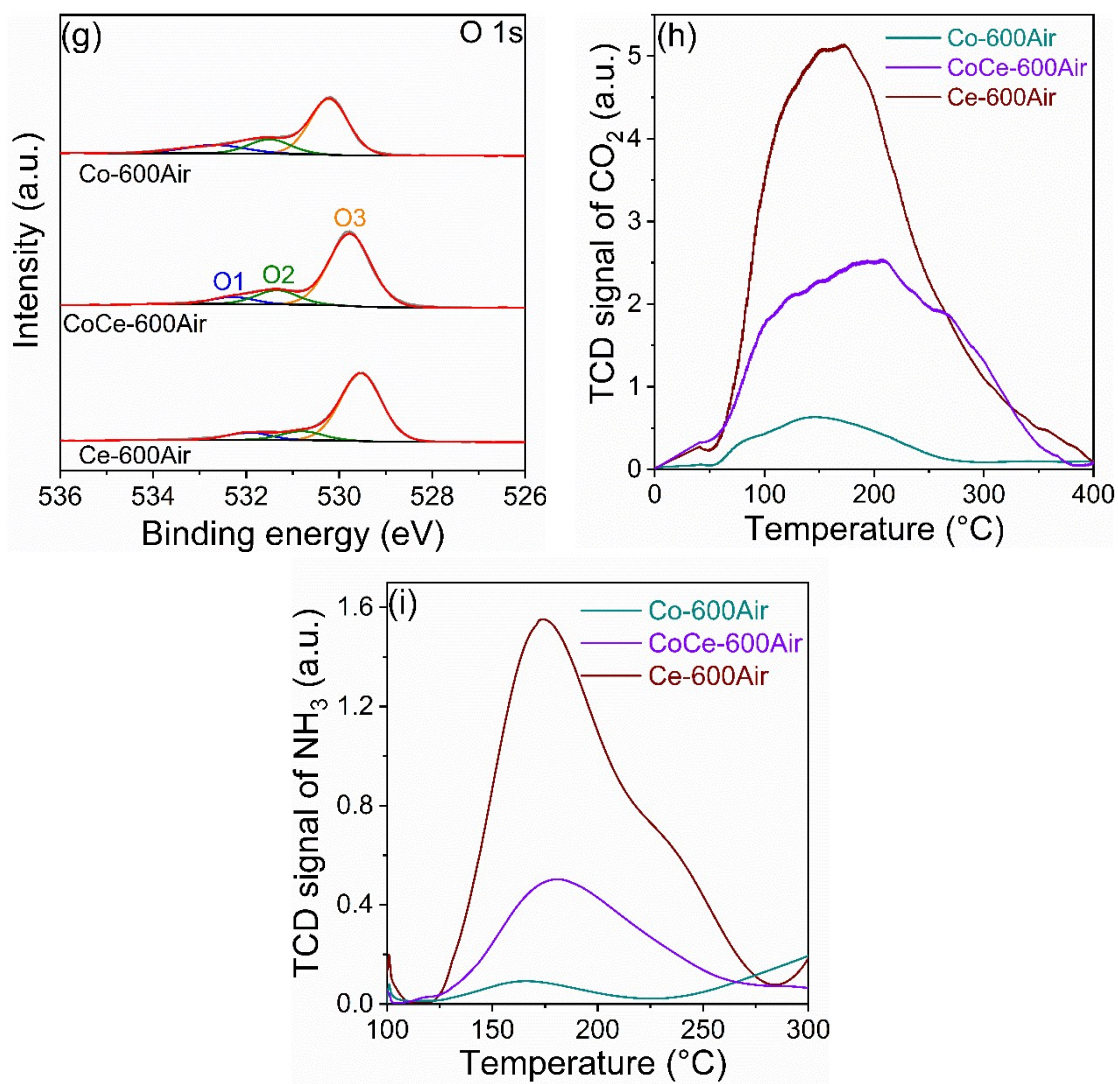 (g)
O 1s
Intensity (a.u.)
Co-600Air
O1
O2
O3
CoCe-600Air
Ce-600Air
536
534
532
530
528
526
Binding energy (eV)
(h)
Co-600Air
CoCe-600Air
Ce-600Air
TCD signal of CO₂ (a.u.)
5
4
3
2
1
0
0
100
200
300
400
Temperature (°C)
(i)
Co-600Air
CoCe-600Air
Ce-600Air
TCD signal of NH₃ (a.u.)
1.6
1.2
0.8
0.4
0.0
100
150
200
250
300
Temperature (°C)